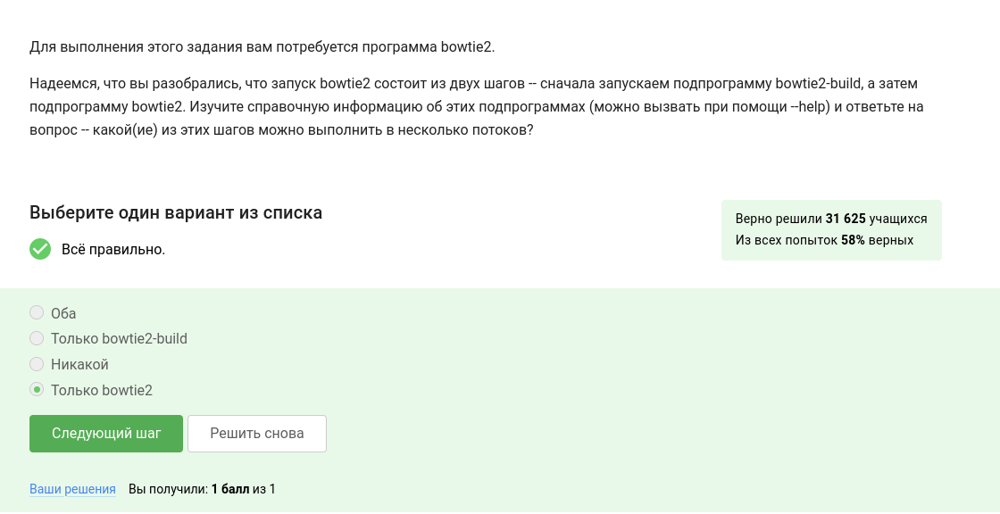 Для выполнения этого задания вам потребуется программа bowtie2.
Надеемся, что вы разобрались, что запуск bowtie2 состоит из двух шагов -- сначала запускаем подпрограмму bowtie2-build, а затем
подпрограмму bowtie2. Изучите справочную информацию об этих подпрограммах (можно вызвать при помощи --help) и ответьте на
вопрос -- какой(ие) из этих шагов можно выполнить в несколько потоков?
Выберите один вариант из списка
Всё правильно.
Верно решили 31 625 учащихся
Из всех попыток 58% верных
Оба
Только bowtie2-build
Никакой
Только bowtie2
Следующий шаг
Решить снова
Ваши решения
Вы получили: 1 балл из 1